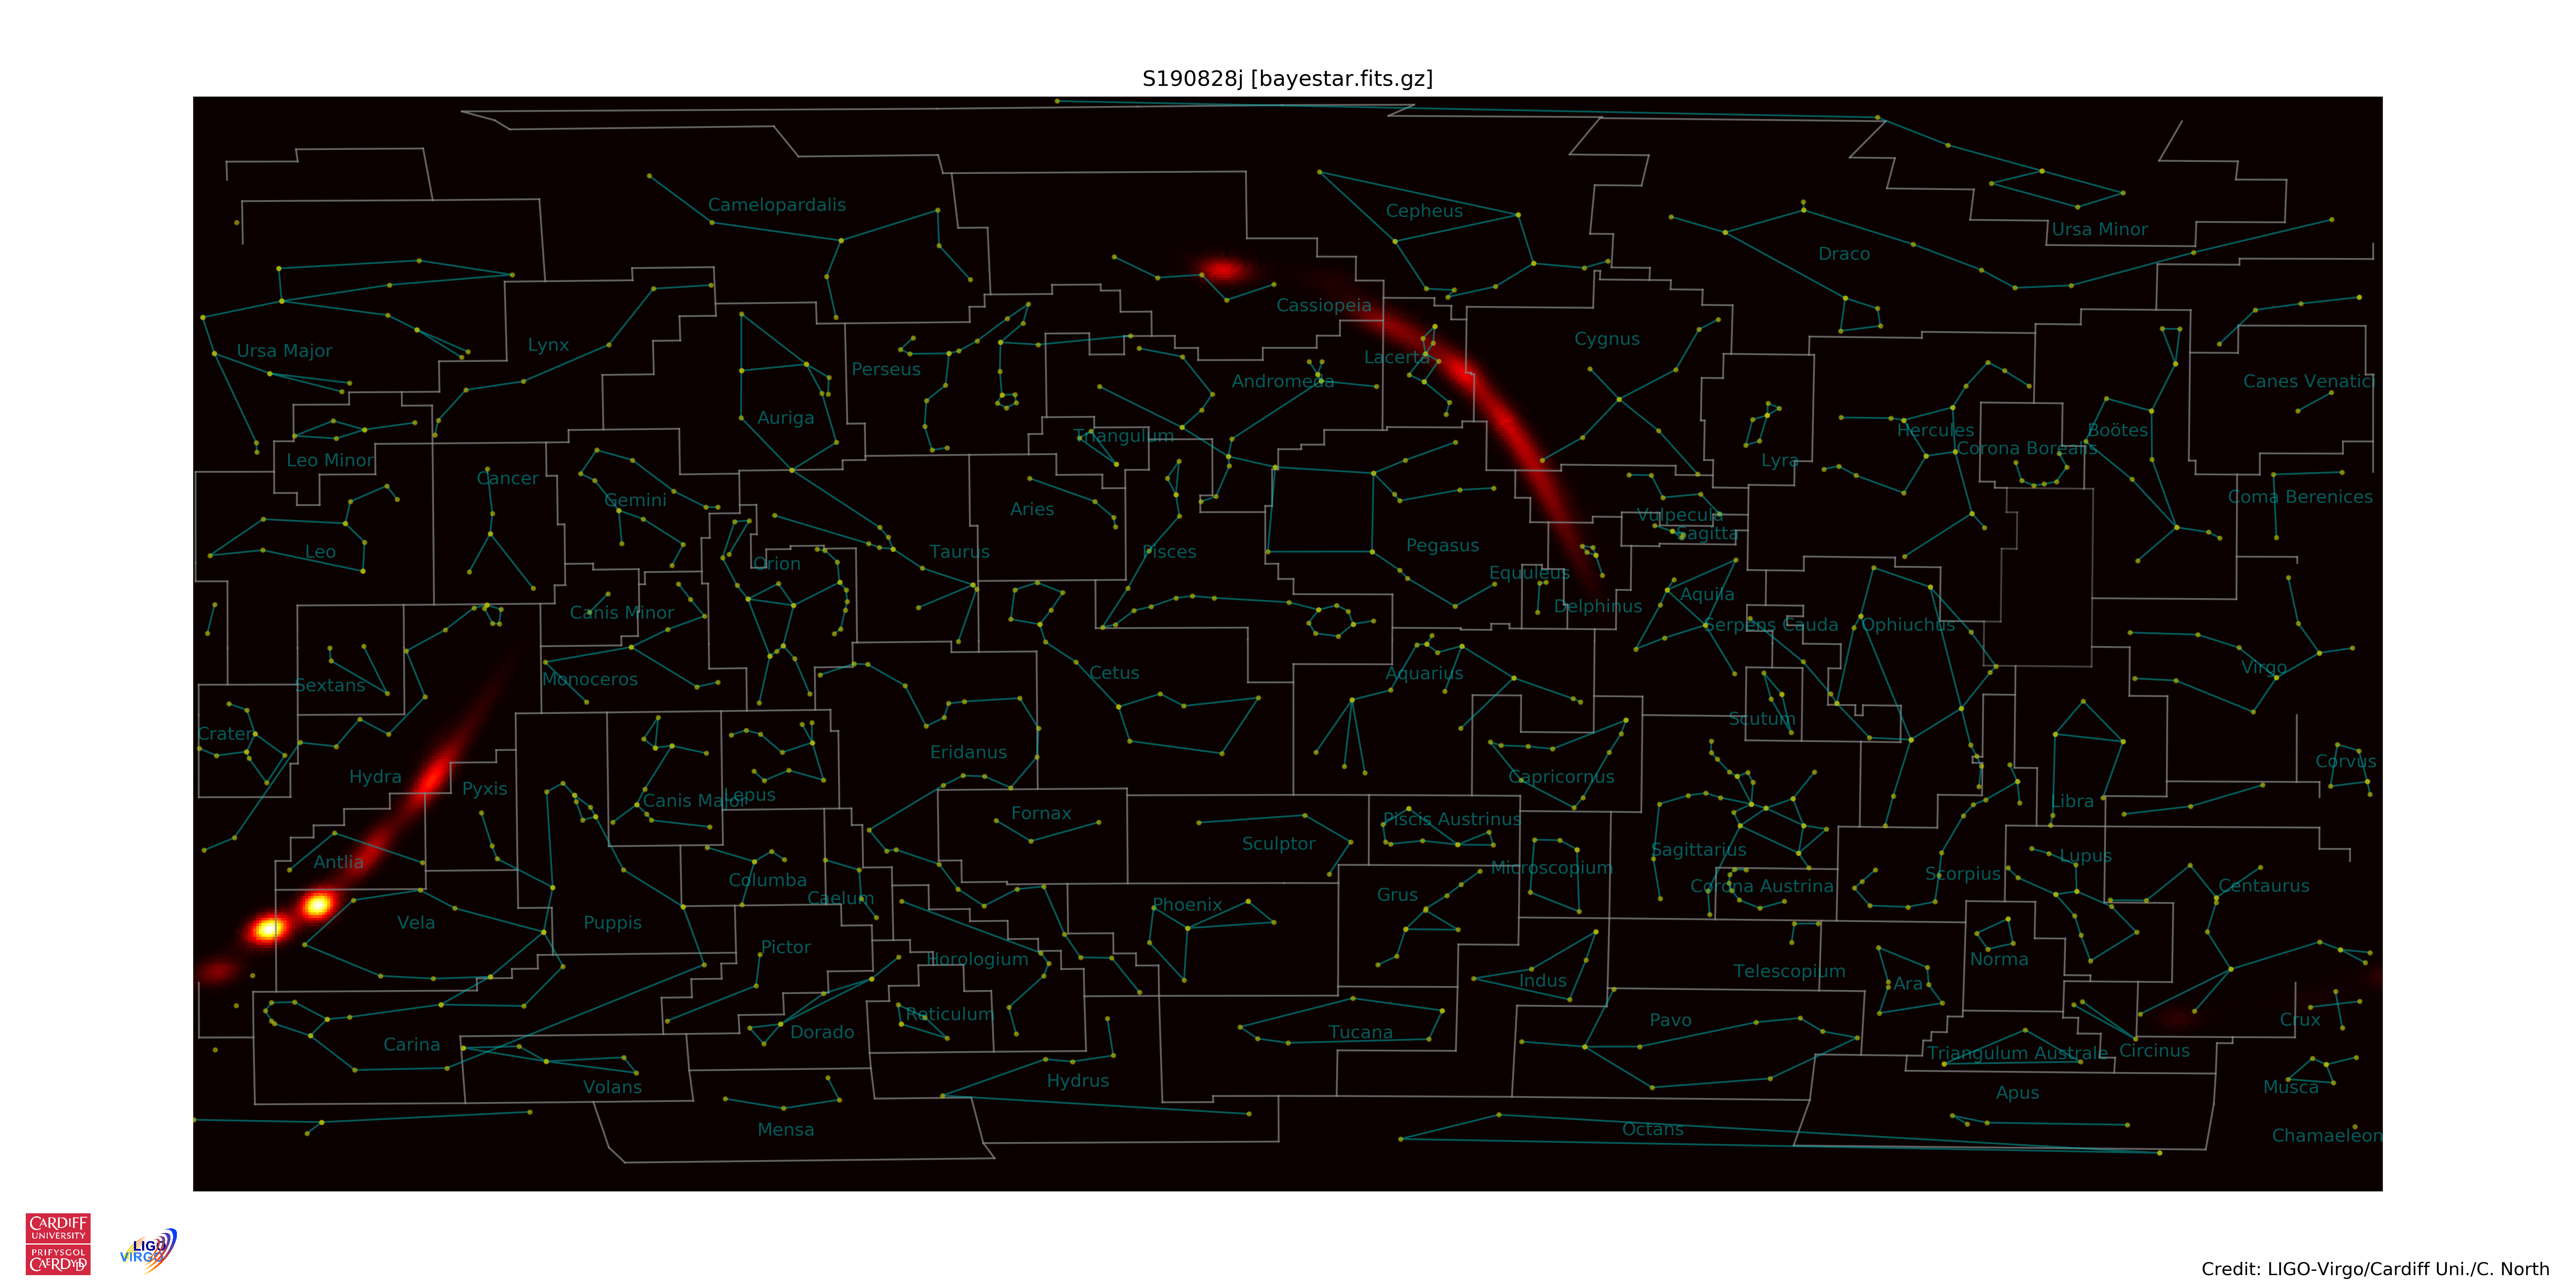 S190828j [bayestar.fits.gz]
Camelopardalis
Cepheus
Ursa Minor
Draco
Cassiopeia
Cygnus
Ursa Major
Lynx
Lacerta
Perseus
Andromeda
Canes Venatici
Auriga
Triangulum
Hercules
Boötes
Corona Borealis
Leo Minor
Lyra
Cancer
Gemini
Coma Berenices
Aries
Vulpecula
Sagitta
Leo
Taurus
Pisces
Pegasus
Orion
Equuleus
Aquila
Delphinus
Canis Minor
Serpens Cauda
Ophiuchus
Virgo
Cetus
Aquarius
Monoceros
Sextans
Scutum
Crater
Eridanus
Corvus
Hydra
Capricornus
Pyxis
Lepus
Canis Major
Libra
Fornax
Piscis Austrinus
Sculptor
Sagittarius
Lupus
Antlia
Microscopium
Scorpius
Columba
Corona Austrina
Centaurus
Grus
Caelum
Phoenix
Vela
Puppis
Pictor
Horologium
Norma
Telescopium
Indus
Ara
Reticulum
Pavo
Crux
Dorado
Tucana
Carina
Circinus
Triangulum Australe
Hydrus
Volans
Musca
Apus
Mensa
Octans
Chamaeleon
CARDIFF
UNIVERSITY
PRIFYSGOL
CAERDYDD
LIGO
VIRGO
Credit: LIGO-Virgo/Cardiff Uni./C. North